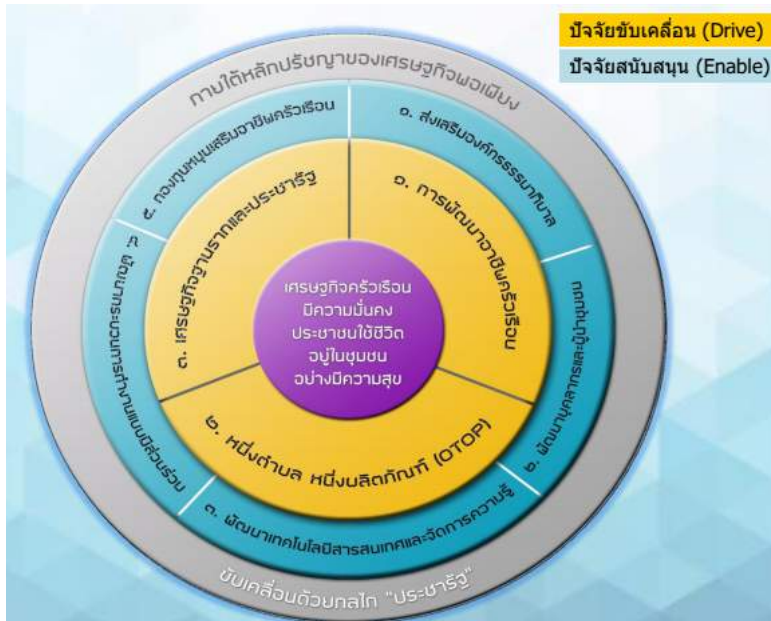 ปัจจัยขับเคลื่อน (Drive)
ปัจจัยสนับสนุน (Enable)
ภายใต้หลักปรัชญาของเศรษฐกิจพอเพียง
๑. ส่งเสริมองค์กรธรรมาภิบาล
๒. พัฒนาบุคลากรและผู้นำชุมชน
๓. พัฒนาเทคโนโลยีสารสนเทศและจัดการความรู้
พัฒนากระบวนการทำงานแบบมีส่วนร่วม
๕. กองทุนหนุนเสริมอาชีพครัวเรือน
๑. การพัฒนาอาชีพครัวเรือน
๒. หนึ่งตำบล หนึ่งผลิตภัณฑ์ (OTOP)
๓. เศรษฐกิจฐานรากและประชารัฐ
เศรษฐกิจครัวเรือน
มีความมั่นคง
ประชาชนใช้ชีวิต
อยู่ในชุมชน
อย่างมีความสุข
ขับเคลื่อนด้วยกลไก "ประชารัฐ"